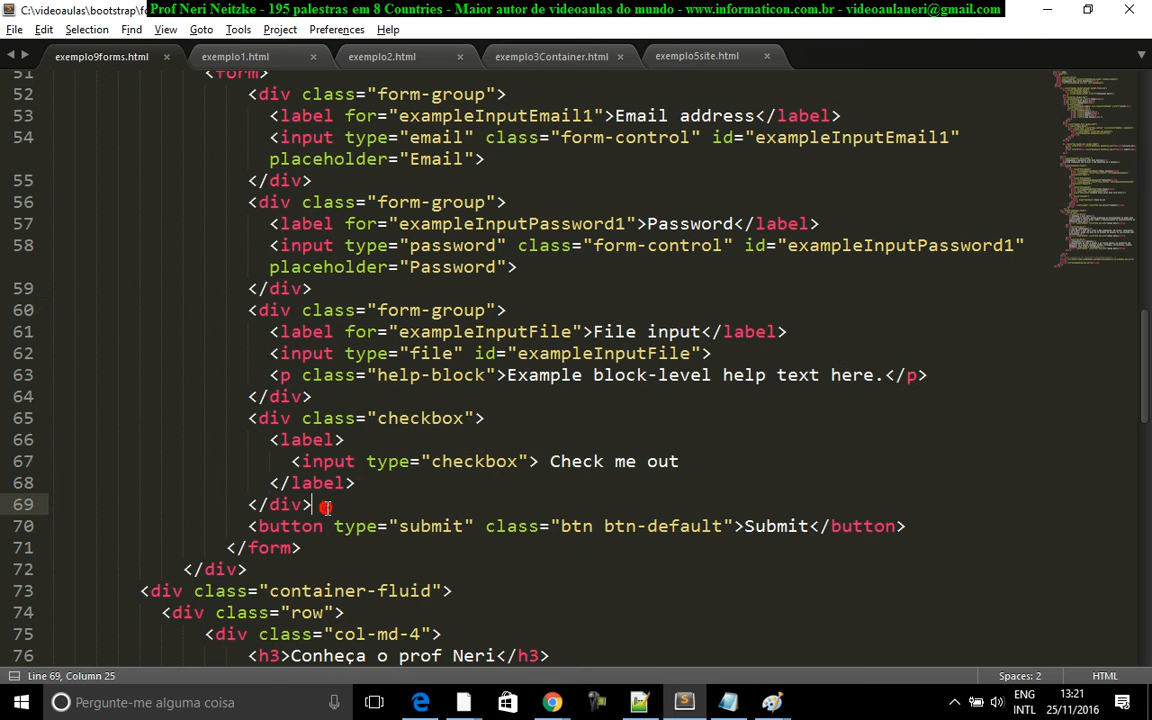 C:\videoaulas\bootstrap\fo
Prof Neri Neitzke - 195 palestras em 8 Countries - Maior autor de videoaulas do mundo - www.informaticon.com.br - videoaulaneri@gmail.com
File Edit Selection Find View Goto Tools Project Preferences Help
exemplo9forms.html × exemplo1.html × exemplo2.html × exemplo3Container.html × exemplo5site.html ×
51 <form>
52 <div class="form-group">
53 <label for="exampleInputEmail1">Email address</label>
54 <input type="email" class="form-control" id="exampleInputEmail1"
placeholder="Email">
55 </div>
56 <div class="form-group">
57 <label for="exampleInputPassword1">Password</label>
58 <input type="password" class="form-control" id="exampleInputPassword1"
placeholder="Password">
59 </div>
60 <div class="form-group">
61 <label for="exampleInputFile">File input</label>
62 <input type="file" id="exampleInputFile">
63 <p class="help-block">Example block-level help text here.</p>
64 </div>
65 <div class="checkbox">
66 <label>
67 <input type="checkbox"> Check me out
68 </label>
69 </div>
70 <button type="submit" class="btn btn-default">Submit</button>
71 </form>
72 </div>
73 <div class="container-fluid">
74 <div class="row">
75 <div class="col-md-4">
76 <h3>Conheça o prof Neri</h3>
Line 69, Column 25 Spaces: 2 HTML
Pergunte-me alguma coisa
ENG 13:21
INTL 25/11/2016